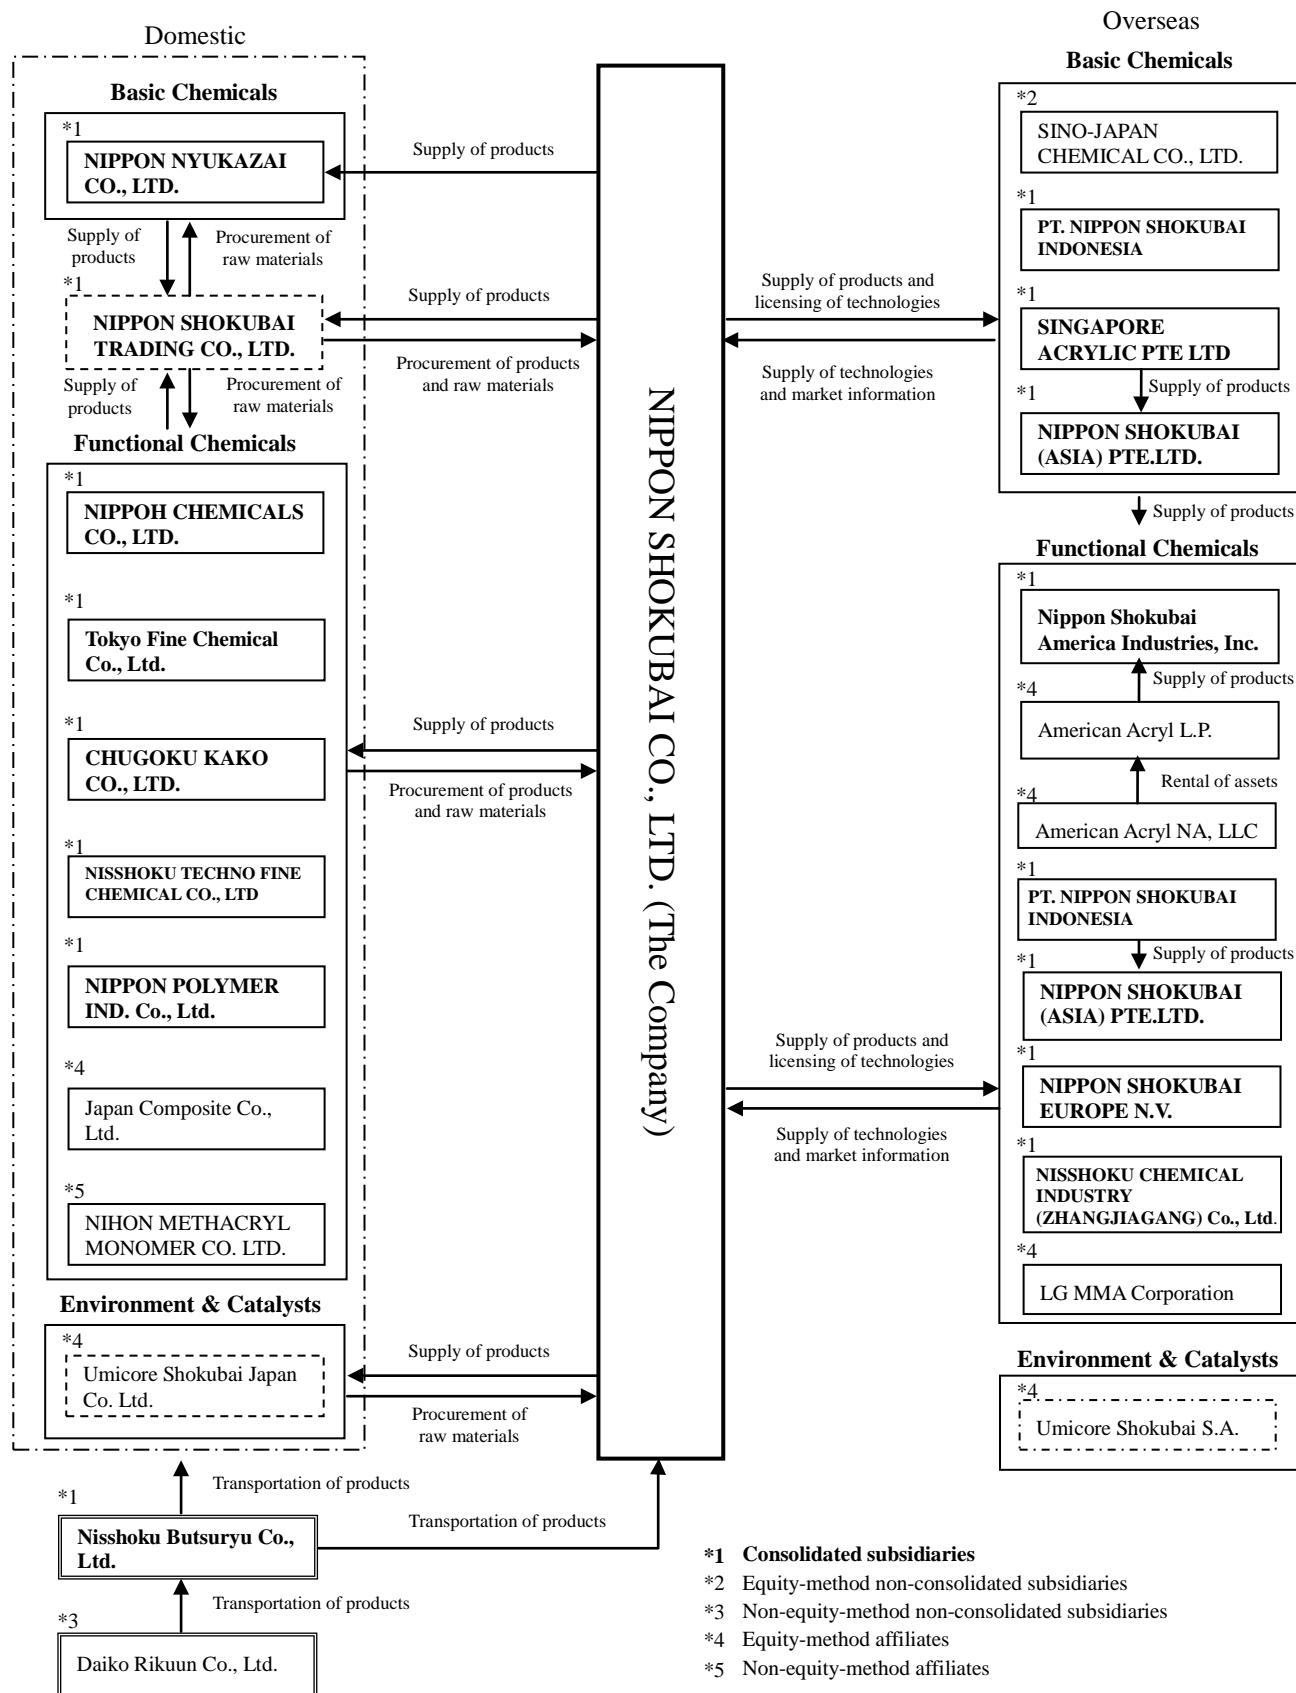 Domestic
Basic Chemicals
*1
NIPPON NYUKAZAI
CO., LTD.
Supply of
products
Procurement of
raw materials
*1
NIPPON SHOKUBAI
TRADING CO., LTD.
Supply of
products
Procurement of
raw materials
Functional Chemicals
*1
NIPPOH CHEMICALS
CO., LTD.
*1
Tokyo Fine Chemical
Co., Ltd.
*1
CHUGOKU KAKO
CO., LTD.
*1
NISSHOKU TECHNO FINE
CHEMICAL CO., LTD
*1
NIPPON POLYMER
IND. Co., Ltd.
*4
Japan Composite Co.,
Ltd.
*5
NIHON METHACRYL
MONOMER CO. LTD.
Environment & Catalysts
*4
Umicore Shokubai Japan
Co. Ltd.
Transportation of products
*1
Nisshoku Butsuryu Co.,
Ltd.
Transportation of products
*3
Daiko Rikuun Co., Ltd.
Supply of products
Supply of products
Procurement of products
and raw materials
Supply of products
Procurement of products
and raw materials
Supply of products
Procurement of
raw materials
Transportation of products
NIPPON SHOKUBAI CO., LTD. (The Company)
Supply of products and
licensing of technologies
Supply of technologies
and market information
Supply of products and
licensing of technologies
Supply of technologies
and market information
Overseas
Basic Chemicals
*2
SINO-JAPAN
CHEMICAL CO., LTD.
*1
PT. NIPPON SHOKUBAI
INDONESIA
*1
SINGAPORE
ACRYLIC PTE LTD
Supply of products
*1
NIPPON SHOKUBAI
(ASIA) PTE.LTD.
Supply of products
Functional Chemicals
*1
Nippon Shokubai
America Industries, Inc.
Supply of products
*4
American Acryl L.P.
Rental of assets
*4
American Acryl NA, LLC
*1
PT. NIPPON SHOKUBAI
INDONESIA
Supply of products
*1
NIPPON SHOKUBAI
(ASIA) PTE.LTD.
*1
NIPPON SHOKUBAI
EUROPE N.V.
*1
NISSHOKU CHEMICAL
INDUSTRY
(ZHANGJIAGANG) Co., Ltd.
*4
LG MMA Corporation
Environment & Catalysts
*4
Umicore Shokubai S.A.
*1 Consolidated subsidiaries
*2 Equity-method non-consolidated subsidiaries
*3 Non-equity-method non-consolidated subsidiaries
*4 Equity-method affiliates
*5 Non-equity-method affiliates